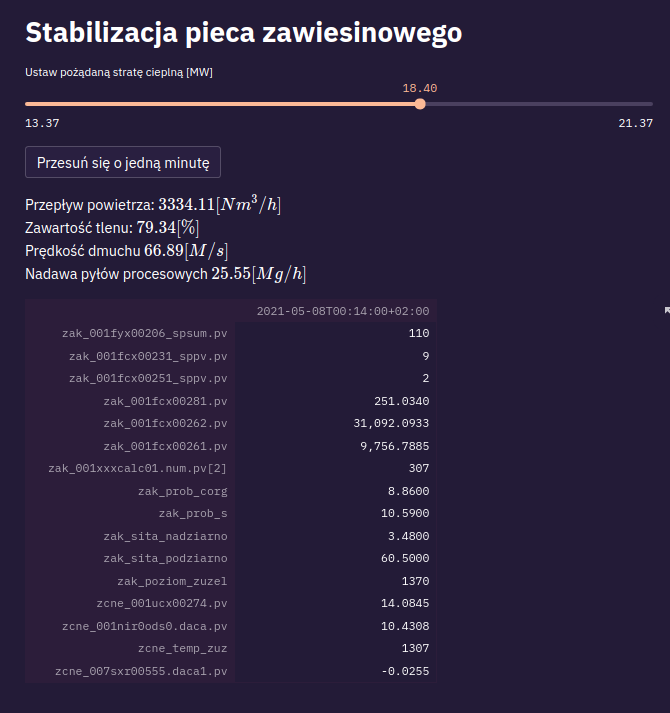 Stabilizacja pieca zawiesinowego
Ustaw pożądaną stratę cieplną [MW]
18.40
13.37 21.37
Przesuń się o jedną minutę
Przepływ powietrza: 3334.11[Nm³/h]
Zawartość tlenu: 79.34[%]
Prędkość dmuchu 66.89[M/s]
Nadawa pyłów procesowych 25.55[Mg/h]
2021-05-08T00:14:00+02:00
zak_001fyx00206_spsum.pv 110
zak_001fcx00231_sppv.pv 9
zak_001fcx00251_sppv.pv 2
zak_001fcx00281.pv 251.0340
zak_001fcx00262.pv 31,092.0933
zak_001fcx00261.pv 9,756.7885
zak_001xxxcalc01.num.pv[2] 307
zak_prob_corg 8.8600
zak_prob_s 10.5900
zak_sita_nadziarno 3.4800
zak_sita_podziarno 60.5000
zak_poziom_zuzel 1370
zcne_001ucx00274.pv 14.0845
zcne_001nir0ods0.daca.pv 10.4308
zcne_temp_zuz 1307
zcne_007sxr00555.daca1.pv -0.0255